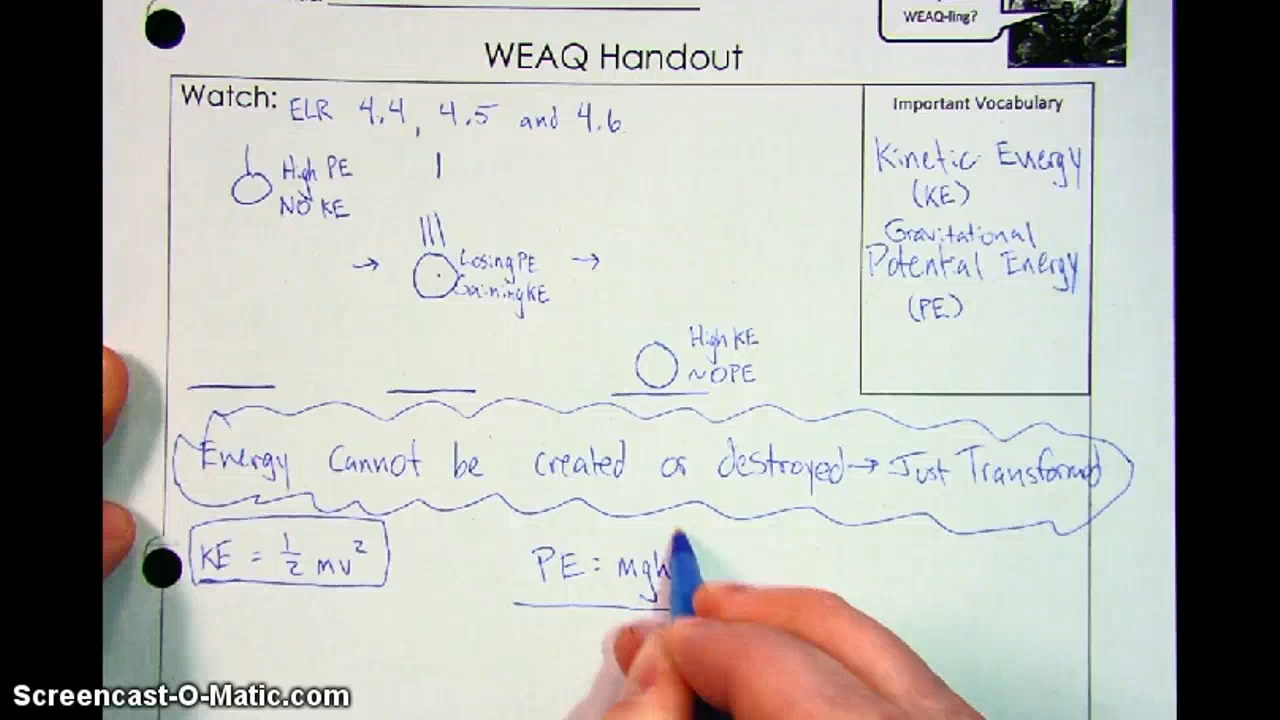 WEAQ-ling?
WEAQ Handout
Watch: ELR 4.4, 4.5 and 4.6
Important Vocabulary
Kinetic Energy
(KE)
Gravitational
Potential Energy
(PE)
High PE
NO KE
Losing PE
Gaining KE
High KE
NO PE
Energy Cannot be created or destroyed → Just Transformed
KE = 1/2 mv²
PE = mgh
Screencast-O-Matic.com